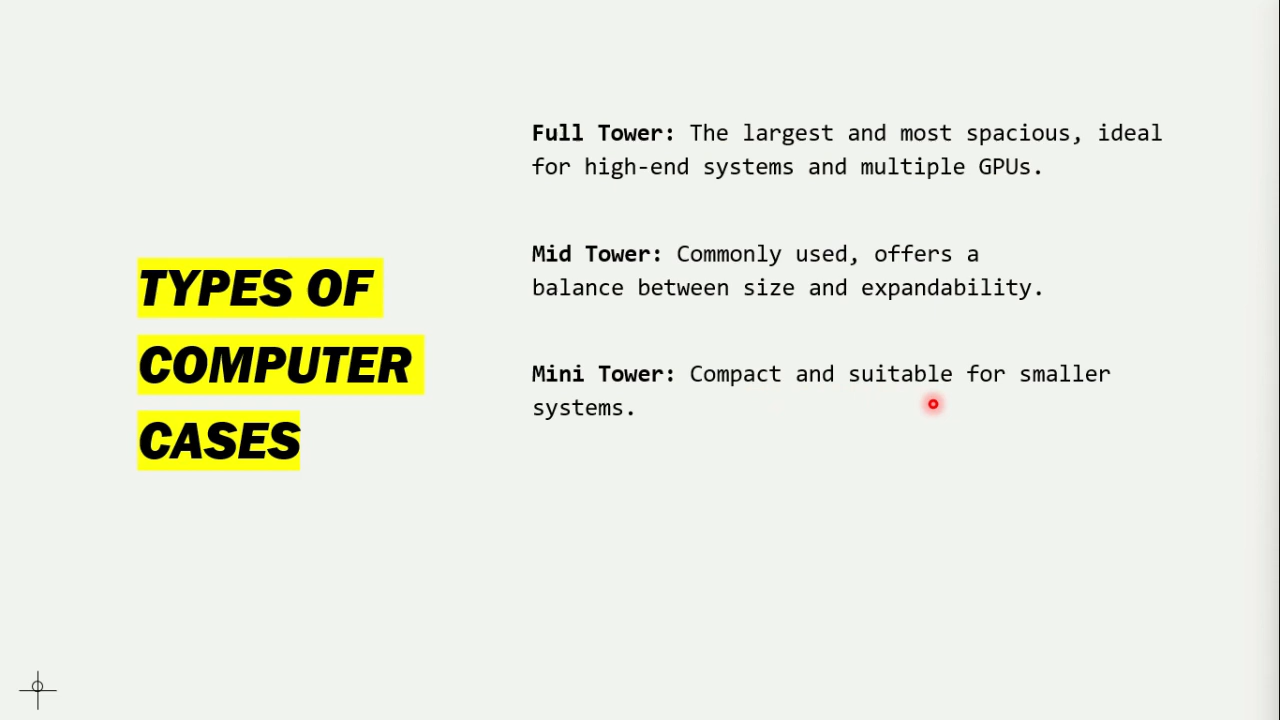 TYPES OF
COMPUTER
CASES
Full Tower: The largest and most spacious, ideal
for high-end systems and multiple GPUs.
Mid Tower: Commonly used, offers a
balance between size and expandability.
Mini Tower: Compact and suitable for smaller
systems.